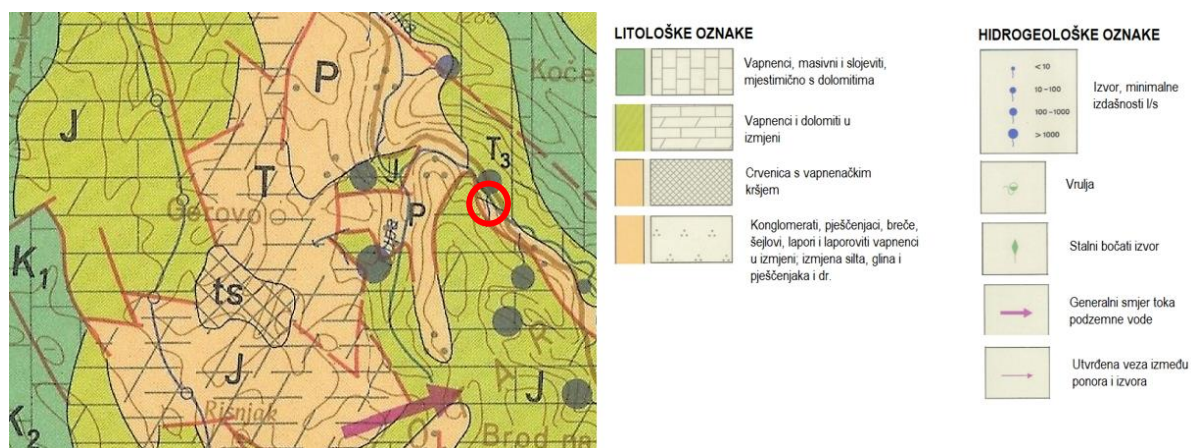 J
P
T₃
Koče
J
T
Gerovo
P
K₁
ts
J
Risnjak
K₂
J
A
R
Brod na
LITOLOŠKE OZNAKE
Vapnenci, masivni i slojeviti,
mjestimično s dolomitima
Vapnenci i dolomiti u
izmjeni
Crvenica s vapnenačkim
kršjem
Konglomerati, pješčenjaci, breče,
šejlovi, lapori i laporoviti vapnenci
u izmjeni; izmjena silta, glina i
pješčenjaka i dr.
HIDROGEOLOŠKE OZNAKE
< 10
10 – 100
100 – 1000
> 1000
Izvor, minimalne
izdašnosti l/s
Vrulja
Stalni bočati izvor
Generalni smjer toka
podzemne vode
Utvrđena veza između
ponora i izvora